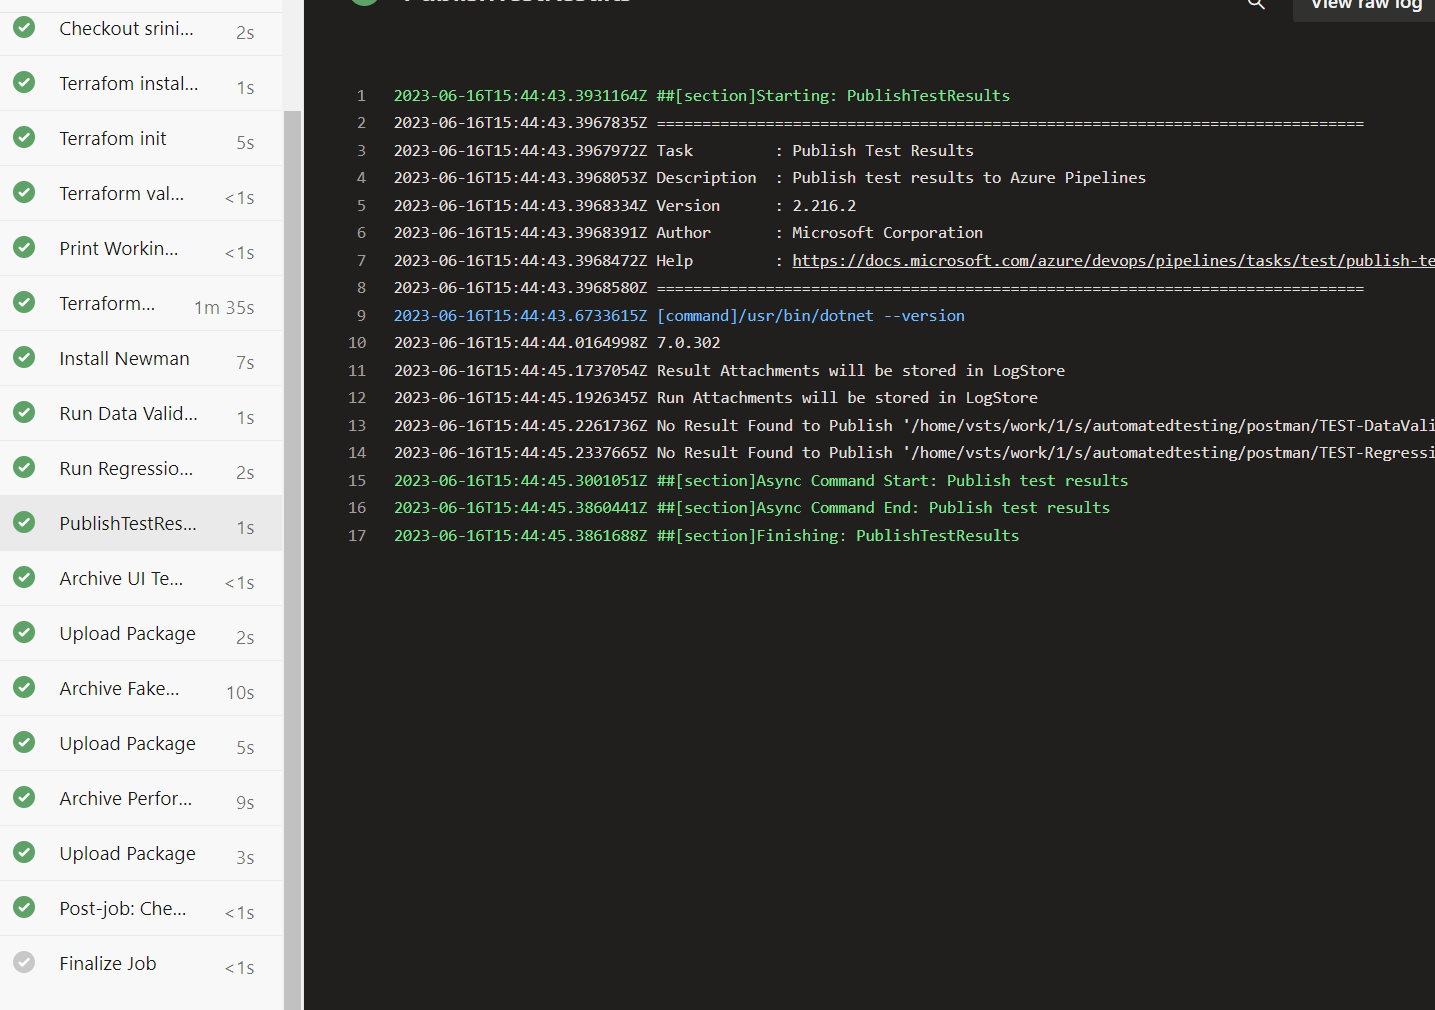 PublishTestResults
View raw log
Checkout srini... 2s
Terrafom instal... 1s
Terrafom init 5s
Terraform val... <1s
Print Workin... <1s
Terraform... 1m 35s
Install Newman 7s
Run Data Valid... 1s
Run Regressio... 2s
PublishTestRes... 1s
Archive UI Te... <1s
Upload Package 2s
Archive Fake... 10s
Upload Package 5s
Archive Perfor... 9s
Upload Package 3s
Post-job: Che... <1s
Finalize Job <1s
1 2023-06-16T15:44:43.3931164Z ##[section]Starting: PublishTestResults
2 2023-06-16T15:44:43.3967835Z ==============================================================================
3 2023-06-16T15:44:43.3967972Z Task         : Publish Test Results
4 2023-06-16T15:44:43.3968053Z Description  : Publish test results to Azure Pipelines
5 2023-06-16T15:44:43.3968334Z Version      : 2.216.2
6 2023-06-16T15:44:43.3968391Z Author       : Microsoft Corporation
7 2023-06-16T15:44:43.3968472Z Help         : https://docs.microsoft.com/azure/devops/pipelines/tasks/test/publish-te
8 2023-06-16T15:44:43.3968580Z ==============================================================================
9 2023-06-16T15:44:43.6733615Z [command]/usr/bin/dotnet --version
10 2023-06-16T15:44:44.0164998Z 7.0.302
11 2023-06-16T15:44:45.1737054Z Result Attachments will be stored in LogStore
12 2023-06-16T15:44:45.1926345Z Run Attachments will be stored in LogStore
13 2023-06-16T15:44:45.2261736Z No Result Found to Publish '/home/vsts/work/1/s/automatedtesting/postman/TEST-DataVali
14 2023-06-16T15:44:45.2337665Z No Result Found to Publish '/home/vsts/work/1/s/automatedtesting/postman/TEST-Regressi
15 2023-06-16T15:44:45.3001051Z ##[section]Async Command Start: Publish test results
16 2023-06-16T15:44:45.3860441Z ##[section]Async Command End: Publish test results
17 2023-06-16T15:44:45.3861688Z ##[section]Finishing: PublishTestResults